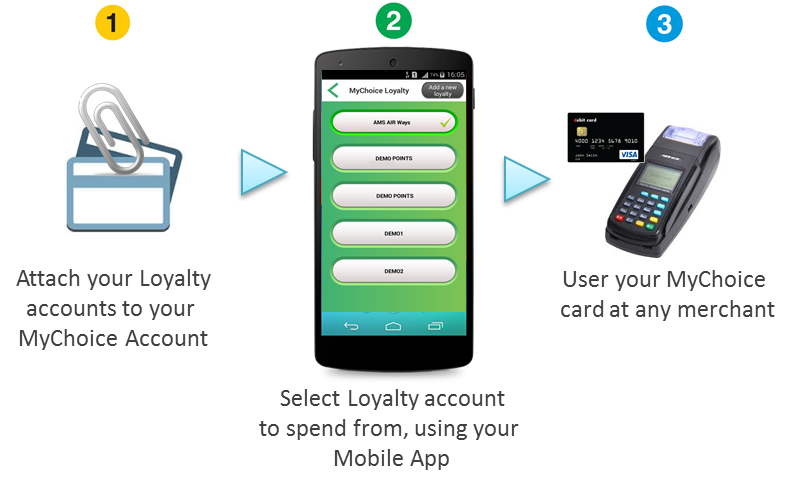 1
2
3
16:05
MyChoice Loyalty
Add a new
loyalty
AMS AIR Ways
DEMO POINTS
DEMO POINTS
DEMO1
DEMO2
debit card
4000 1234 5678 9010
John Smith
VISA
Attach your Loyalty
accounts to your
MyChoice Account
Select Loyalty account
to spend from, using your
Mobile App
User your MyChoice
card at any merchant